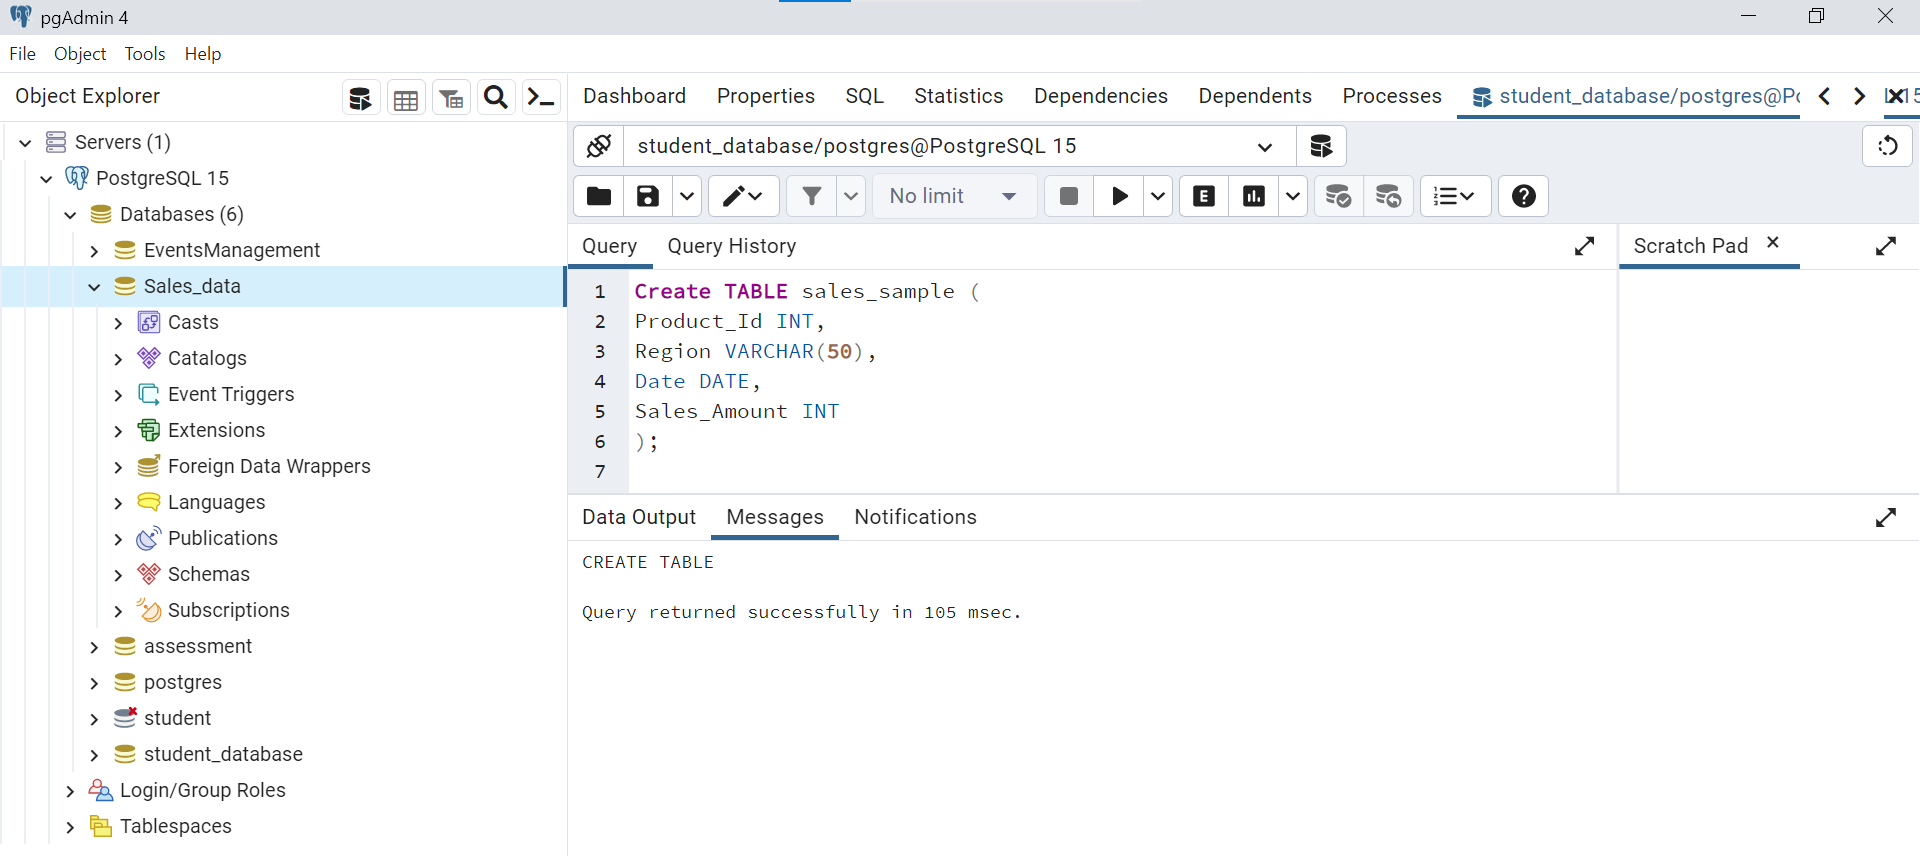 pgAdmin 4
File Object Tools Help
Object Explorer
Dashboard Properties SQL Statistics Dependencies Dependents Processes student_database/postgres@Po 15
Servers (1)
PostgreSQL 15
Databases (6)
EventsManagement
Sales_data
Casts
Catalogs
Event Triggers
Extensions
Foreign Data Wrappers
Languages
Publications
Schemas
Subscriptions
assessment
postgres
student
student_database
Login/Group Roles
Tablespaces
student_database/postgres@PostgreSQL 15
No limit
E
Query Query History
Scratch Pad
1 Create TABLE sales_sample (
2 Product_Id INT,
3 Region VARCHAR(50),
4 Date DATE,
5 Sales_Amount INT
6 );
7
Data Output Messages Notifications
CREATE TABLE
Query returned successfully in 105 msec.